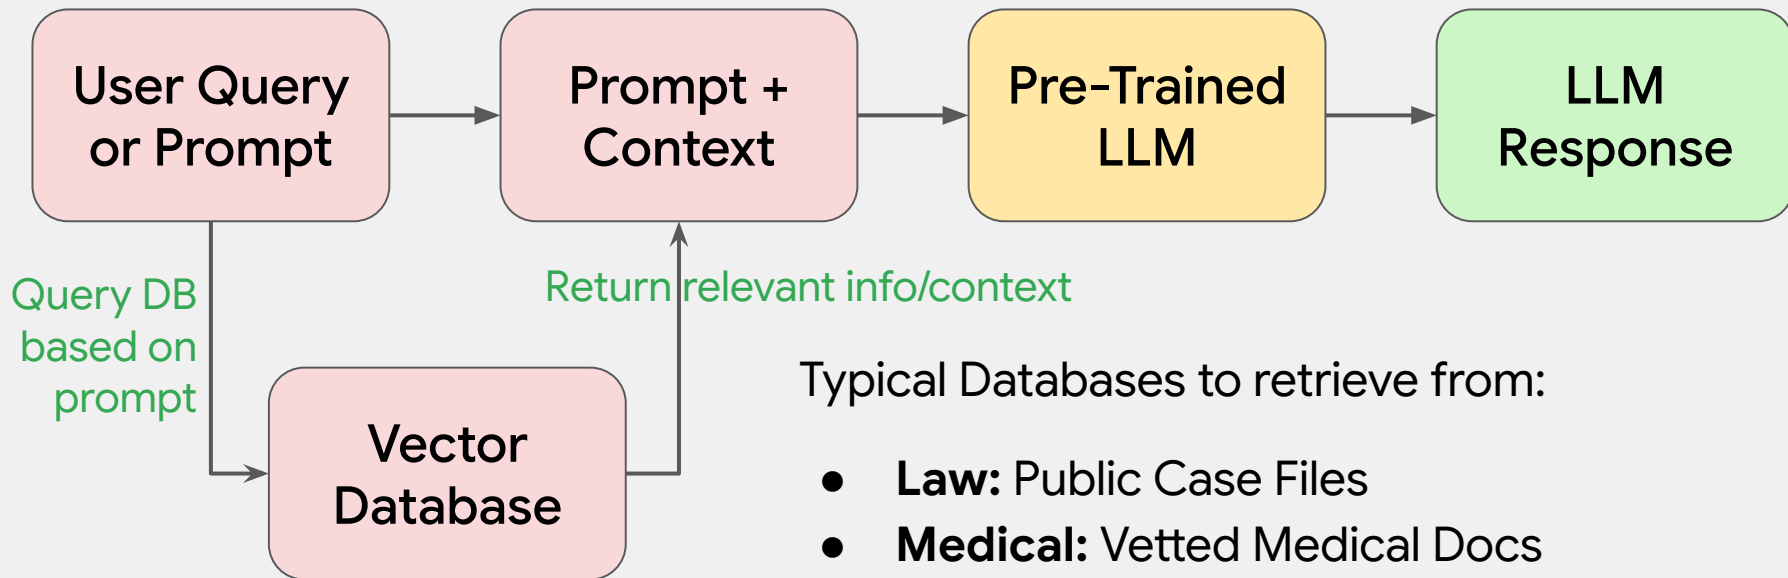 User Query
or Prompt
Prompt +
Context
Pre-Trained
LLM
LLM
Response
Query DB
based on
prompt
Return relevant info/context
Vector
Database
Typical Databases to retrieve from:
● Law: Public Case Files
● Medical: Vetted Medical Docs